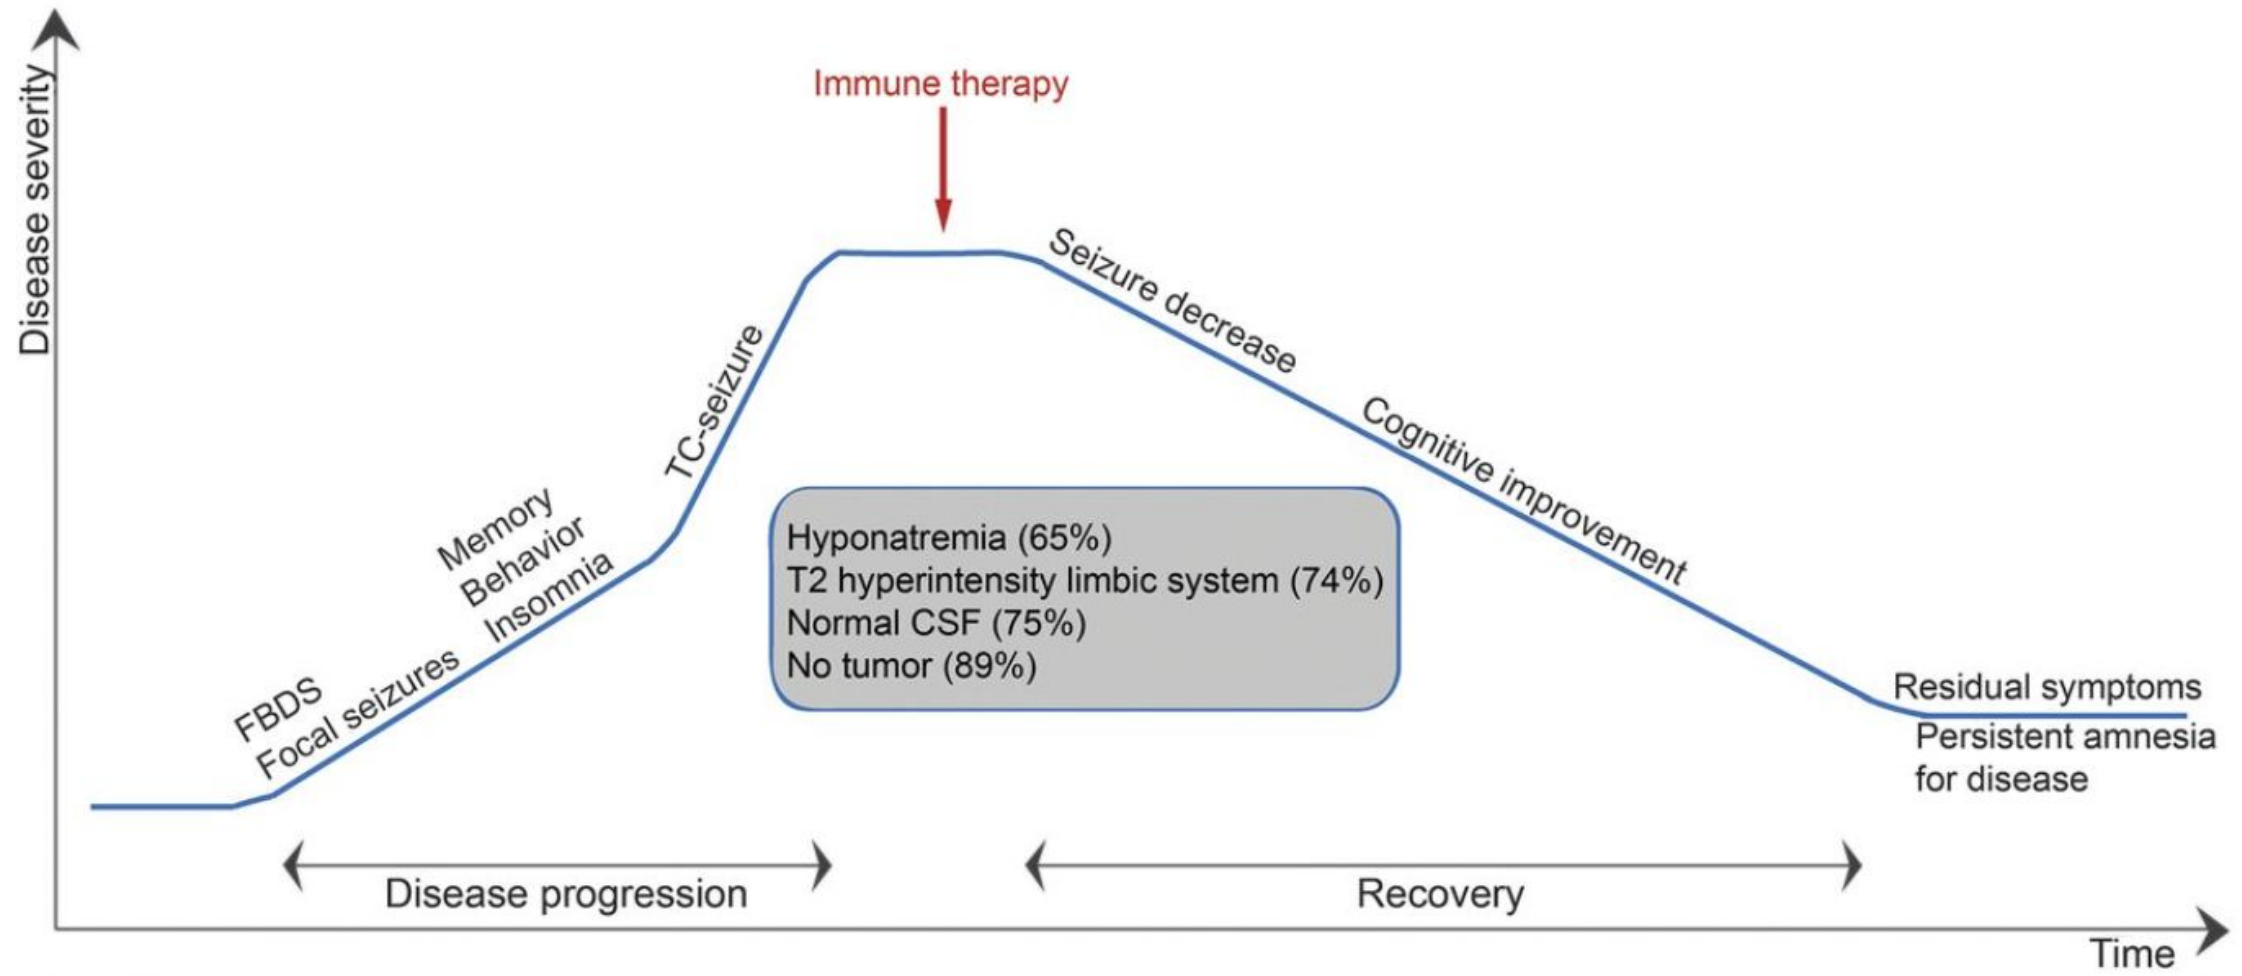 Disease severity
Immune therapy
FBDS
Focal seizures
Memory
Behavior
Insomnia
TC-seizure
Seizure decrease
Cognitive improvement
Hyponatremia (65%)
T2 hyperintensity limbic system (74%)
Normal CSF (75%)
No tumor (89%)
Residual symptoms
Persistent amnesia
for disease
Disease progression
Recovery
Time